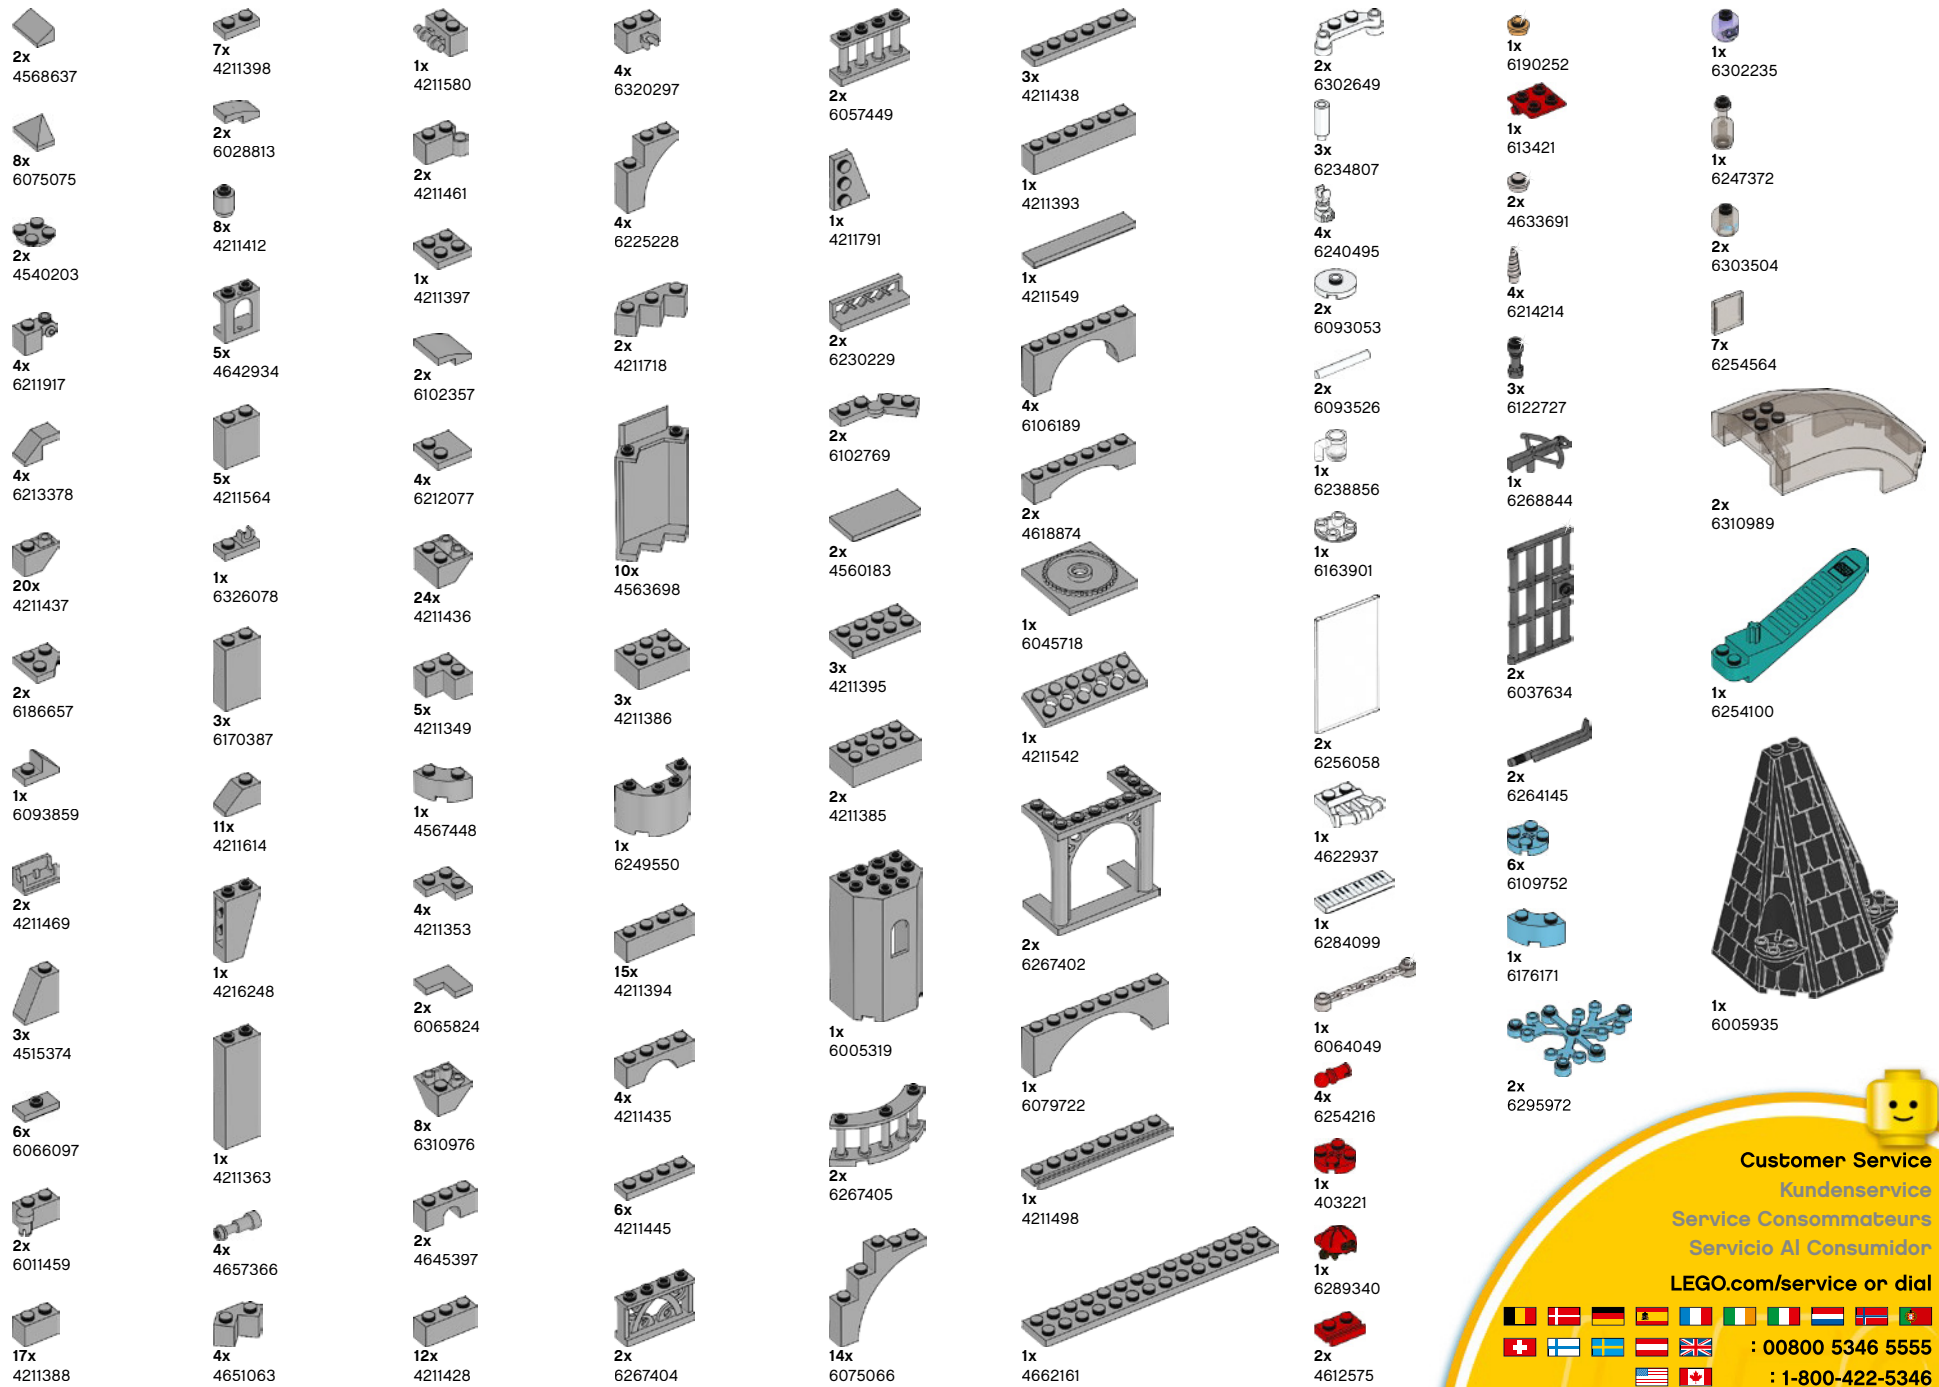 2x
4568637
8x
6075075
2x
4540203
4x
6211917
4x
6213378
20x
4211437
2x
6186657
1x
6093859
2x
4211469
3x
4515374
6x
6066097
2x
6011459
17x
4211388
7x
4211398
2x
6028813
8x
4211412
5x
4642934
5x
4211564
1x
6326078
3x
6170387
11x
4211614
1x
4216248
1x
4211363
4x
4657366
4x
4651063
1x
4211580
2x
4211461
1x
4211397
2x
6102357
4x
6212077
24x
4211436
5x
4211349
1x
4567448
4x
4211353
2x
6065824
8x
6310976
2x
4645397
12x
4211428
4x
6320297
4x
6225228
2x
4211718
10x
4563698
3x
4211386
1x
6249550
15x
4211394
4x
4211435
6x
4211445
2x
6267404
2x
6057449
1x
4211791
2x
6230229
2x
6102769
2x
4560183
3x
4211395
2x
4211385
1x
6005319
2x
6267405
14x
6075066
3x
4211438
1x
4211393
1x
4211549
4x
6106189
2x
4618874
1x
6045718
1x
4211542
2x
6267402
1x
6079722
1x
4211498
1x
4662161
2x
6302649
3x
6234807
4x
6240495
2x
6093053
2x
6093526
1x
6238856
1x
6163901
2x
6256058
1x
4622937
1x
6284099
1x
6064049
4x
6254216
1x
403221
1x
6289340
2x
4612575
1x
6190252
1x
613421
2x
4633691
4x
6214214
3x
6122727
1x
6268844
2x
6037634
2x
6264145
6x
6109752
1x
6176171
2x
6295972
1x
6302235
1x
6247372
2x
6303504
7x
6254564
2x
6310989
1x
6254100
1x
6005935
Customer Service
Kundenservice
Service Consommateurs
Servicio Al Consumidor
LEGO.com/service or dial
: 00800 5346 5555
: 1-800-422-5346